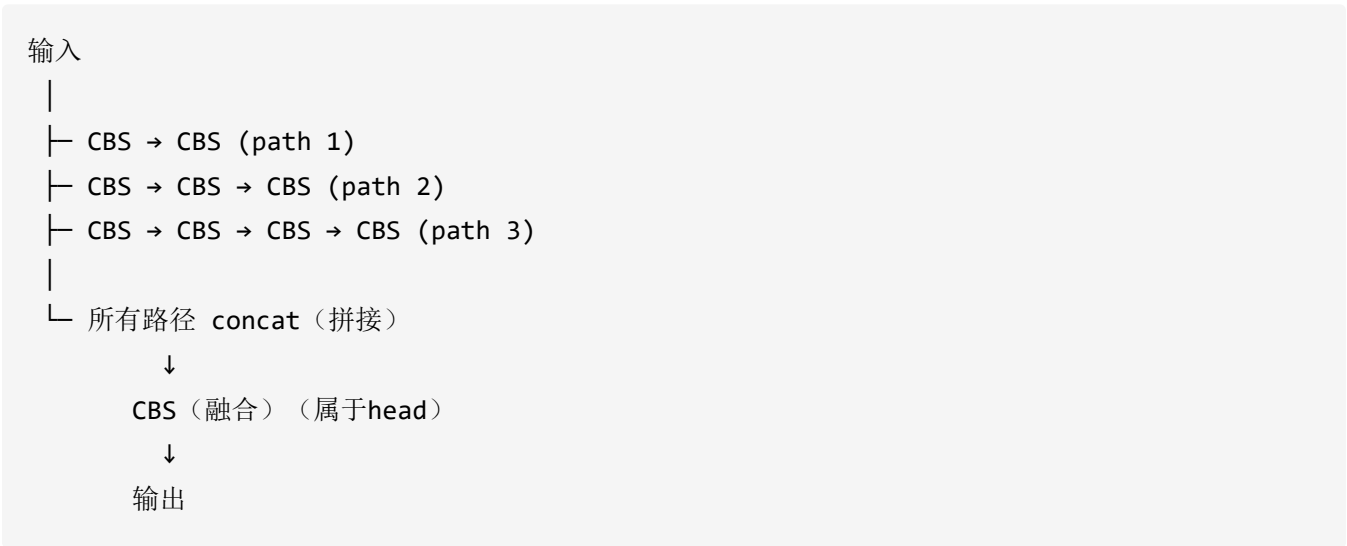 输入
│
├─ CBS → CBS (path 1)
├─ CBS → CBS → CBS (path 2)
├─ CBS → CBS → CBS → CBS (path 3)
│
└─ 所有路径 concat（拼接）
↓
CBS（融合）（属于head）
↓
输出